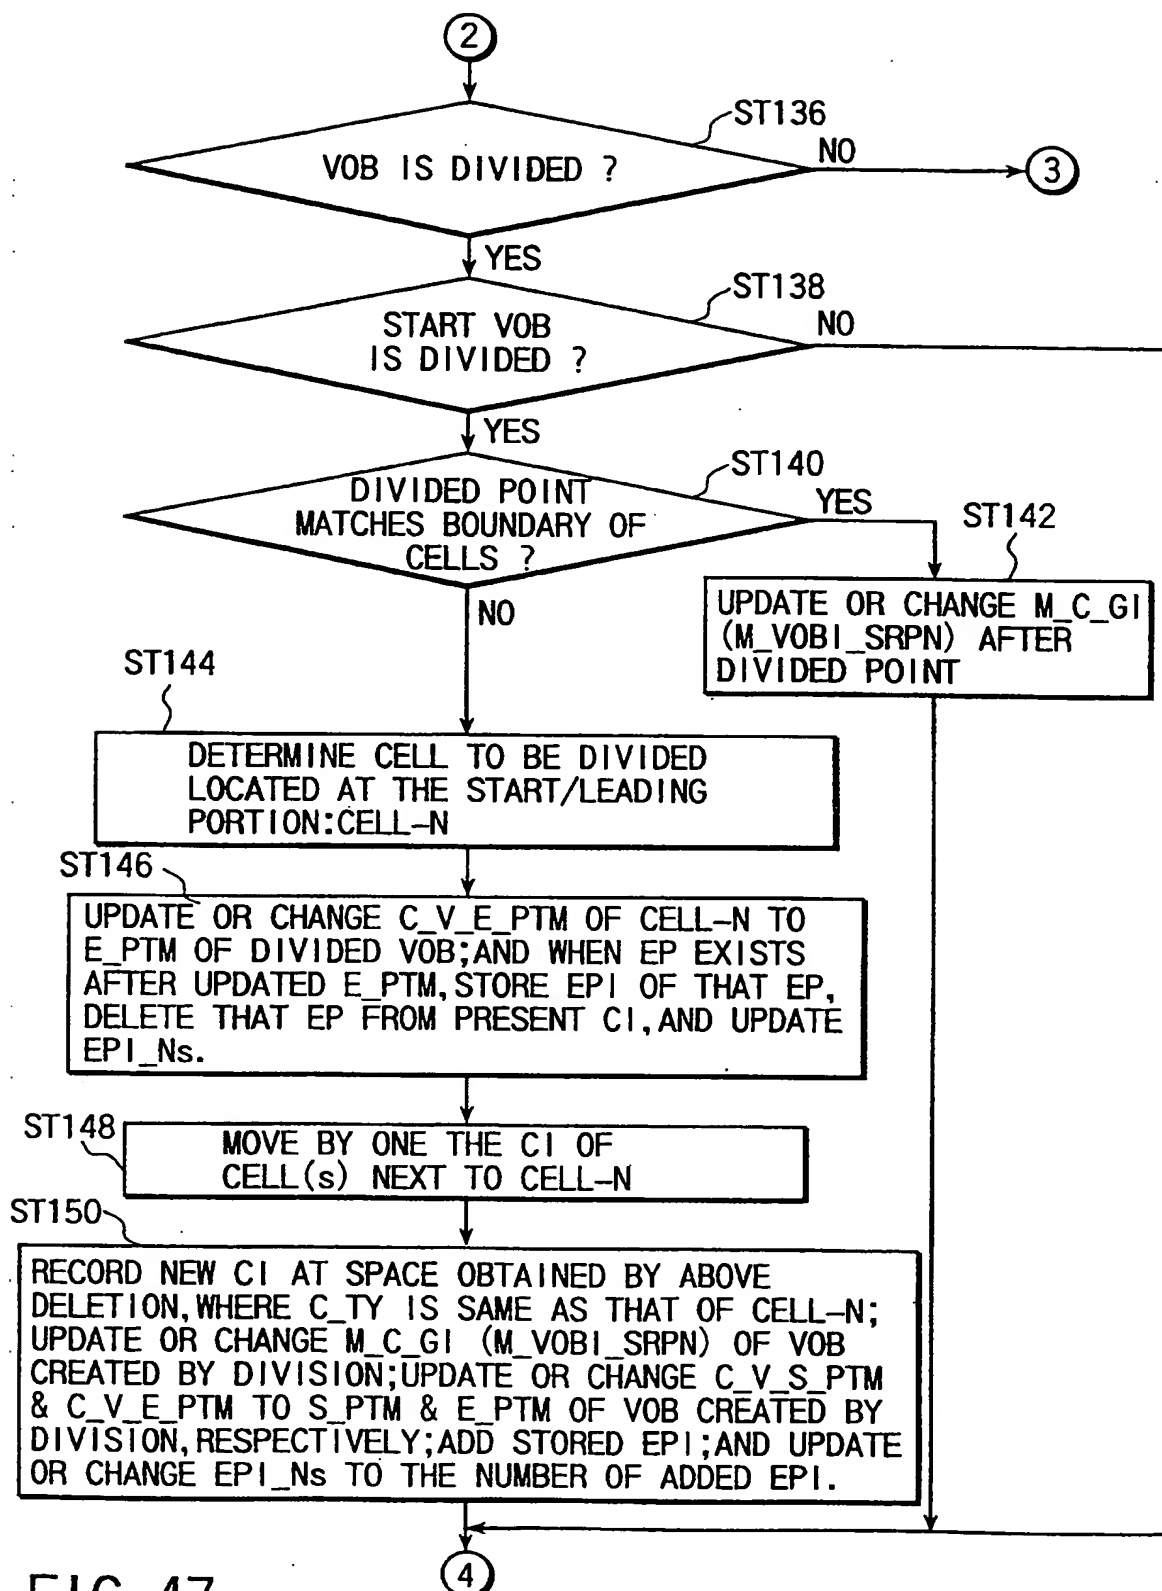 2
ST136
VOB IS DIVIDED ?
NO
3
YES
ST138
START VOB
IS DIVIDED ?
NO
YES
ST140
DIVIDED POINT
MATCHES BOUNDARY OF
CELLS ?
YES
ST142
NO
UPDATE OR CHANGE M_C_GI
(M_VOBI_SRPN) AFTER
DIVIDED POINT
ST144
DETERMINE CELL TO BE DIVIDED
LOCATED AT THE START/LEADING
PORTION:CELL-N
ST146
UPDATE OR CHANGE C_V_E_PTM OF CELL-N TO
E_PTM OF DIVIDED VOB;AND WHEN EP EXISTS
AFTER UPDATED E_PTM,STORE EPI OF THAT EP,
DELETE THAT EP FROM PRESENT CI,AND UPDATE
EPI_Ns.
ST148
MOVE BY ONE THE CI OF
CELL(s) NEXT TO CELL-N
ST150
RECORD NEW CI AT SPACE OBTAINED BY ABOVE
DELETION,WHERE C_TY IS SAME AS THAT OF CELL-N;
UPDATE OR CHANGE M_C_GI (M_VOBI_SRPN) OF VOB
CREATED BY DIVISION;UPDATE OR CHANGE C_V_S_PTM
& C_V_E_PTM TO S_PTM & E_PTM OF VOB CREATED BY
DIVISION,RESPECTIVELY;ADD STORED EPI;AND UPDATE
OR CHANGE EPI_Ns TO THE NUMBER OF ADDED EPI.
4
FIG.47